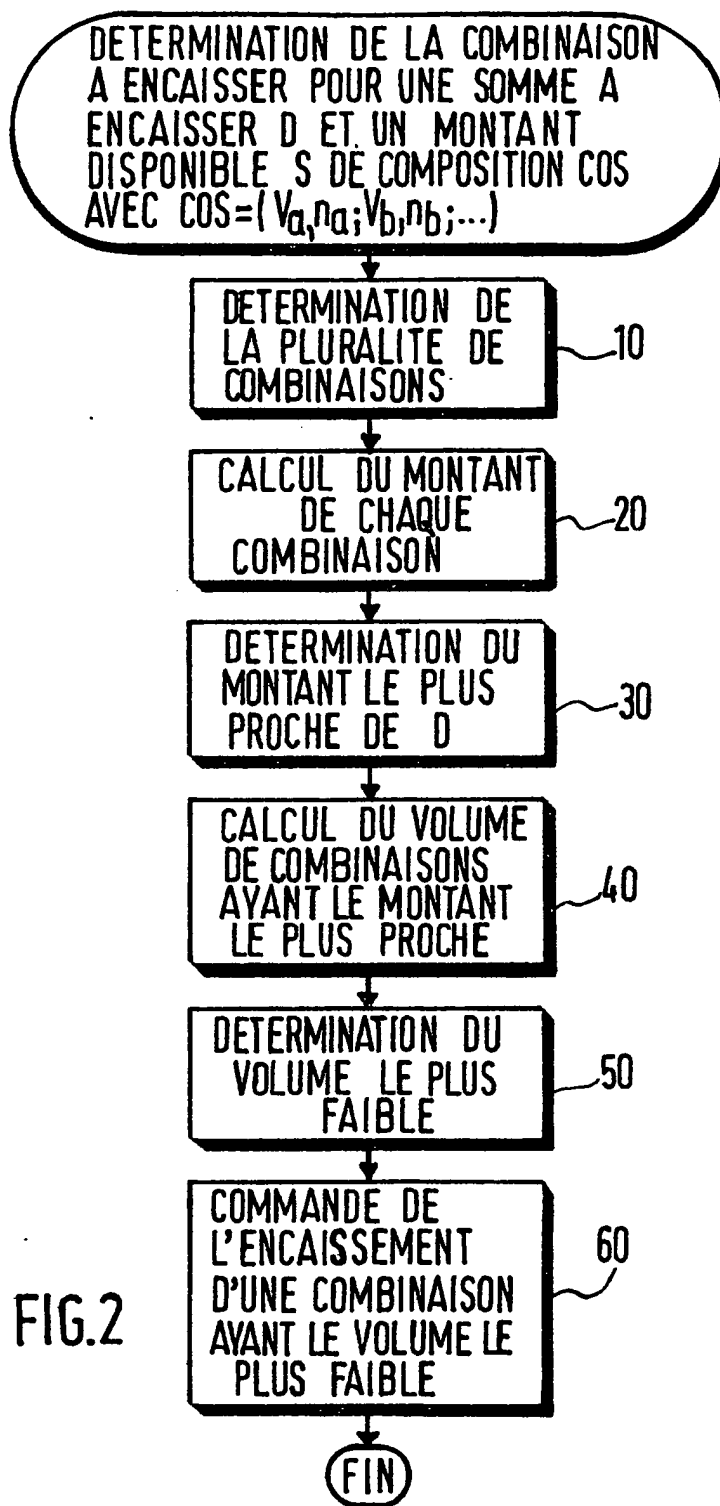 DETERMINATION DE LA COMBINAISON
A ENCAISSER POUR UNE SOMME A
ENCAISSER D ET UN MONTANT
DISPONIBLE S DE COMPOSITION COS
AVEC COS=(Va,na;Vb,nb;...)
DETERMINATION DE
LA PLURALITE DE
COMBINAISONS
10
CALCUL DU MONTANT
DE CHAQUE
COMBINAISON
20
DETERMINATION DU
MONTANT LE PLUS
PROCHE DE D
30
CALCUL DU VOLUME
DE COMBINAISONS
AYANT LE MONTANT
LE PLUS PROCHE
40
DETERMINATION DU
VOLUME LE PLUS
FAIBLE
50
COMMANDE DE
L'ENCAISSEMENT
D'UNE COMBINAISON
AYANT LE VOLUME LE
PLUS FAIBLE
60
FIG.2
FIN